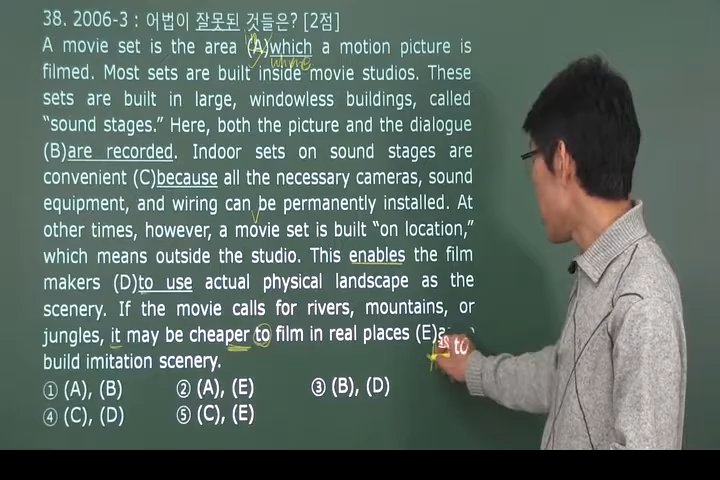 38. 2006-3 : 어법이 잘못된 것들은? [2점]
A movie set is the area (A)which a motion picture is
where
filmed. Most sets are built inside movie studios. These
sets are built in large, windowless buildings, called
“sound stages.” Here, both the picture and the dialogue
(B)are recorded. Indoor sets on sound stages are
convenient (C)because all the necessary cameras, sound
equipment, and wiring can be permanently installed. At
other times, however, a movie set is built “on location,”
which means outside the studio. This enables the film
makers (D)to use actual physical landscape as the
scenery. If the movie calls for rivers, mountains, or
jungles, it may be cheaper to film in real places (E)as to
build imitation scenery.
① (A), (B) ② (A), (E) ③ (B), (D)
④ (C), (D) ⑤ (C), (E)